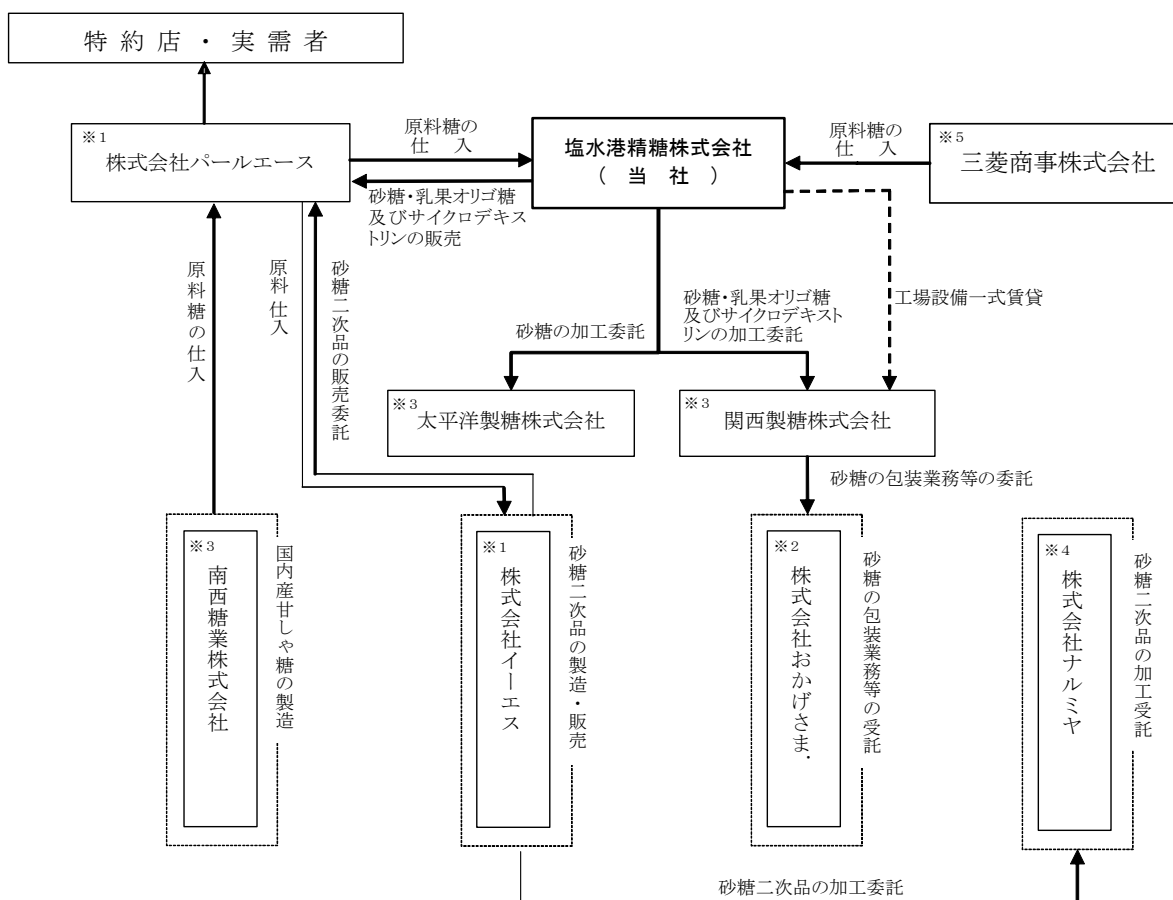 特約店・実需者
※1
株式会社パールエース
原料糖の
仕入
塩水港精糖株式会社
(当社)
原料糖の
仕入
※5
三菱商事株式会社
砂糖・乳果オリゴ糖
及びサイクロデキス
トリンの販売
原料糖の仕入
原料仕入
砂糖二次品の販売委託
砂糖の加工委託
砂糖・乳果オリゴ糖
及びサイクロデキスト
リンの加工委託
工場設備一式賃貸
※3
太平洋製糖株式会社
※3
関西製糖株式会社
砂糖の包装業務等の委託
※3
南西糖業株式会社
国内産甘しゃ糖の製造
※1
株式会社イーエス
砂糖二次品の製造・販売
※2
株式会社おかげさま.
砂糖の包装業務等の受託
※4
株式会社ナルミヤ
砂糖二次品の加工受託
砂糖二次品の加工委託